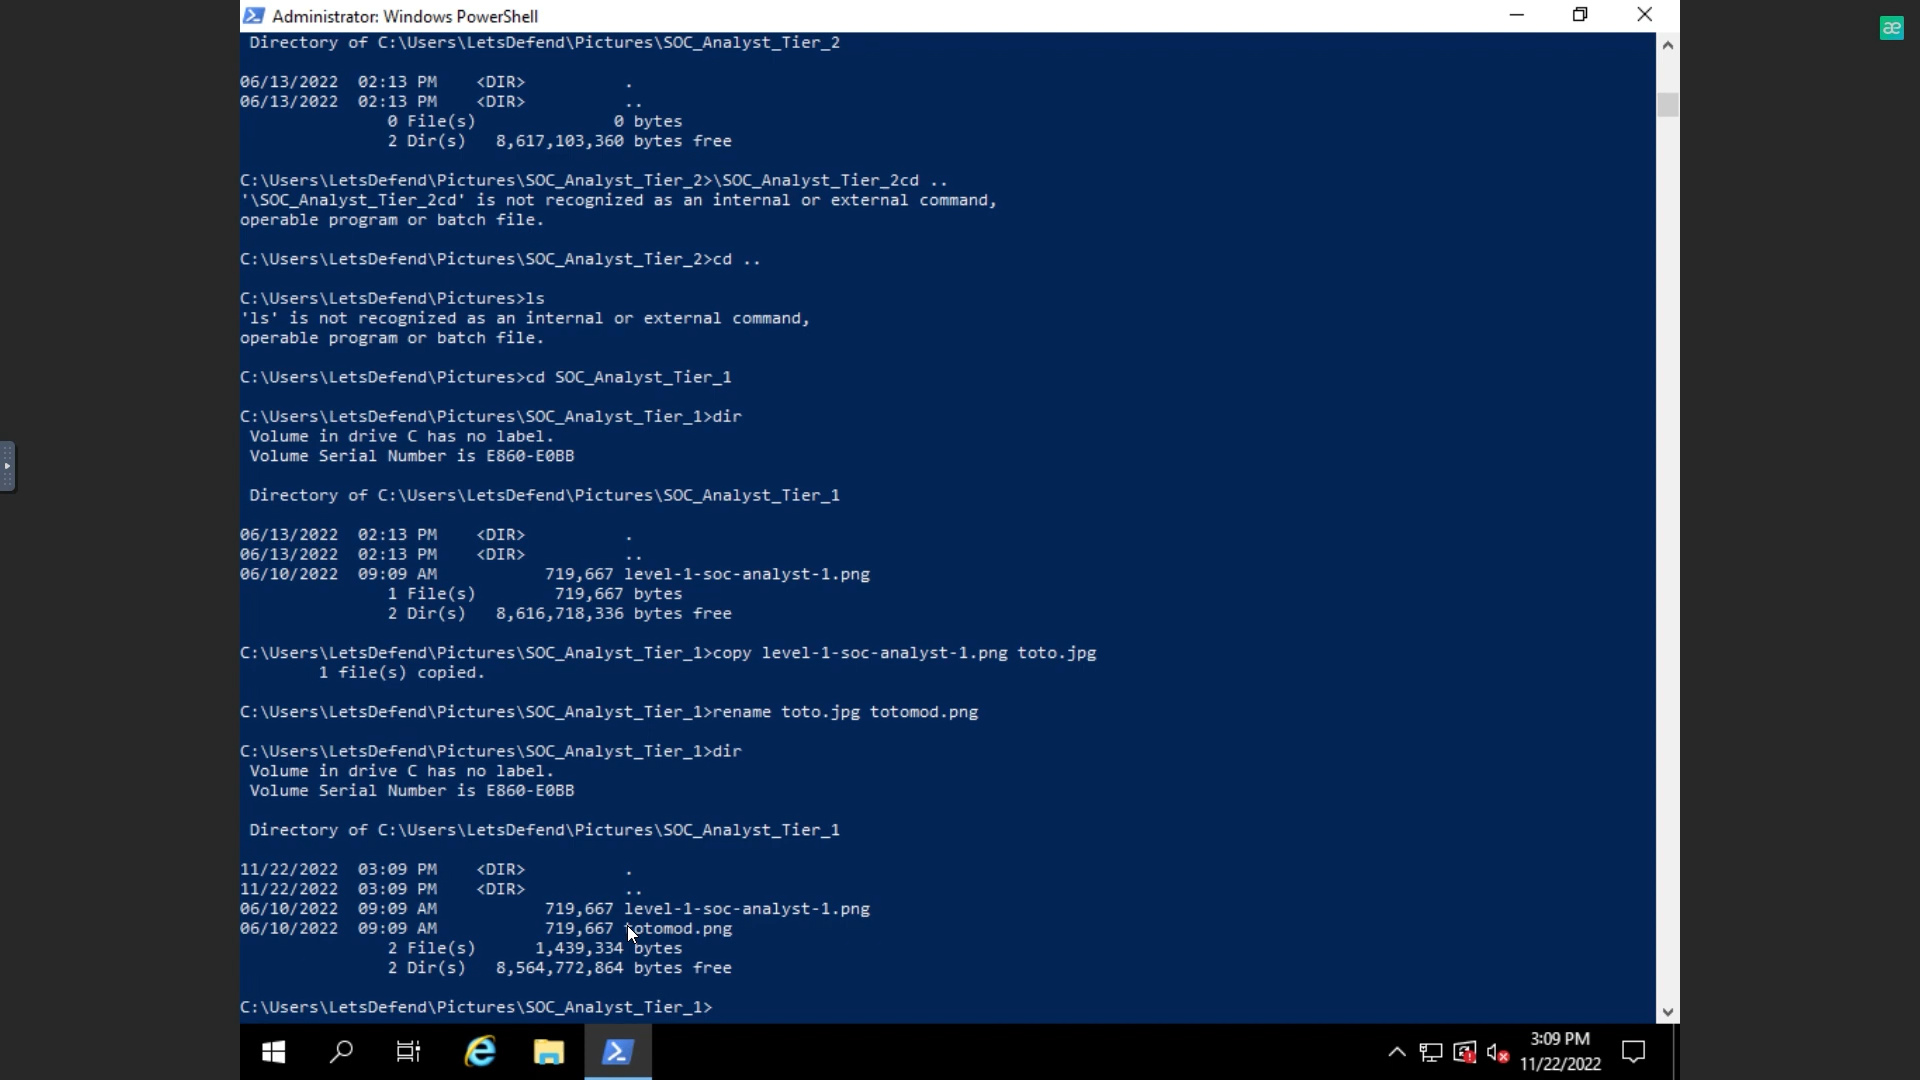 Administrator: Windows PowerShell
æ
Directory of C:\Users\LetsDefend\Pictures\SOC_Analyst_Tier_2
06/13/2022  02:13 PM    <DIR>          .
06/13/2022  02:13 PM    <DIR>          ..
0 File(s)              0 bytes
2 Dir(s)   8,617,103,360 bytes free
C:\Users\LetsDefend\Pictures\SOC_Analyst_Tier_2>\SOC_Analyst_Tier_2cd ..
'\SOC_Analyst_Tier_2cd' is not recognized as an internal or external command,
operable program or batch file.
C:\Users\LetsDefend\Pictures\SOC_Analyst_Tier_2>cd ..
C:\Users\LetsDefend\Pictures>ls
'ls' is not recognized as an internal or external command,
operable program or batch file.
C:\Users\LetsDefend\Pictures>cd SOC_Analyst_Tier_1
C:\Users\LetsDefend\Pictures\SOC_Analyst_Tier_1>dir
Volume in drive C has no label.
Volume Serial Number is E860-E0BB
Directory of C:\Users\LetsDefend\Pictures\SOC_Analyst_Tier_1
06/13/2022  02:13 PM    <DIR>          .
06/13/2022  02:13 PM    <DIR>          ..
06/10/2022  09:09 AM           719,667 level-1-soc-analyst-1.png
1 File(s)        719,667 bytes
2 Dir(s)   8,616,718,336 bytes free
C:\Users\LetsDefend\Pictures\SOC_Analyst_Tier_1>copy level-1-soc-analyst-1.png toto.jpg
1 file(s) copied.
C:\Users\LetsDefend\Pictures\SOC_Analyst_Tier_1>rename toto.jpg totomod.png
C:\Users\LetsDefend\Pictures\SOC_Analyst_Tier_1>dir
Volume in drive C has no label.
Volume Serial Number is E860-E0BB
Directory of C:\Users\LetsDefend\Pictures\SOC_Analyst_Tier_1
11/22/2022  03:09 PM    <DIR>          .
11/22/2022  03:09 PM    <DIR>          ..
06/10/2022  09:09 AM           719,667 level-1-soc-analyst-1.png
06/10/2022  09:09 AM           719,667 totomod.png
2 File(s)      1,439,334 bytes
2 Dir(s)   8,564,772,864 bytes free
C:\Users\LetsDefend\Pictures\SOC_Analyst_Tier_1>
3:09 PM
11/22/2022